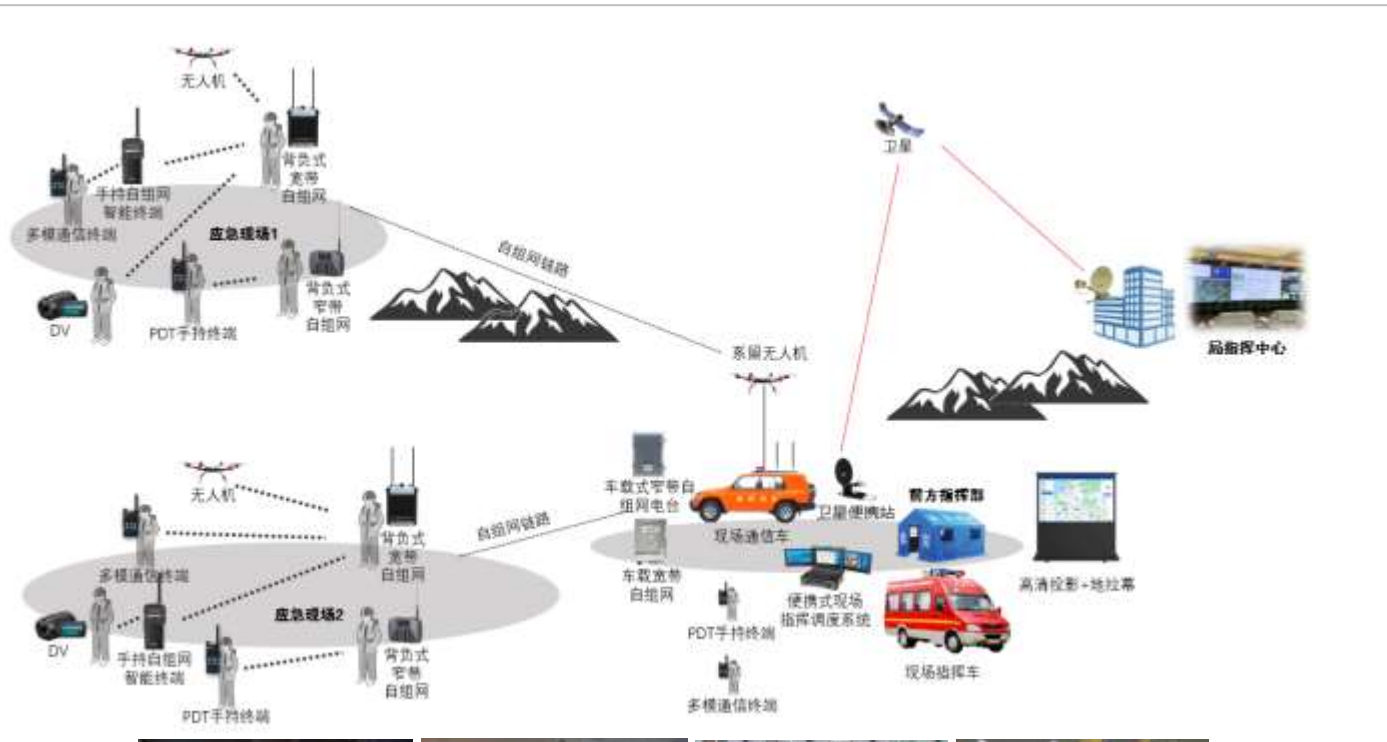 无人机
背负式
宽带
自组网
手持自组网
智能终端
多模通信终端
应急现场1
DV
PDT手持终端
背负式
窄带
自组网
自组网链路
卫星
局指挥中心
系留无人机
无人机
背负式
宽带
自组网
多模通信终端
应急现场2
DV
手持自组网
智能终端
PDT手持终端
背负式
窄带
自组网
自组网链路
车载式窄带自
组网电台
现场通信车
卫星便携站
前方指挥部
车载宽带
自组网
便携式现场
指挥调度系统
高清投影+地拉幕
PDT手持终端
现场指挥车
多模通信终端